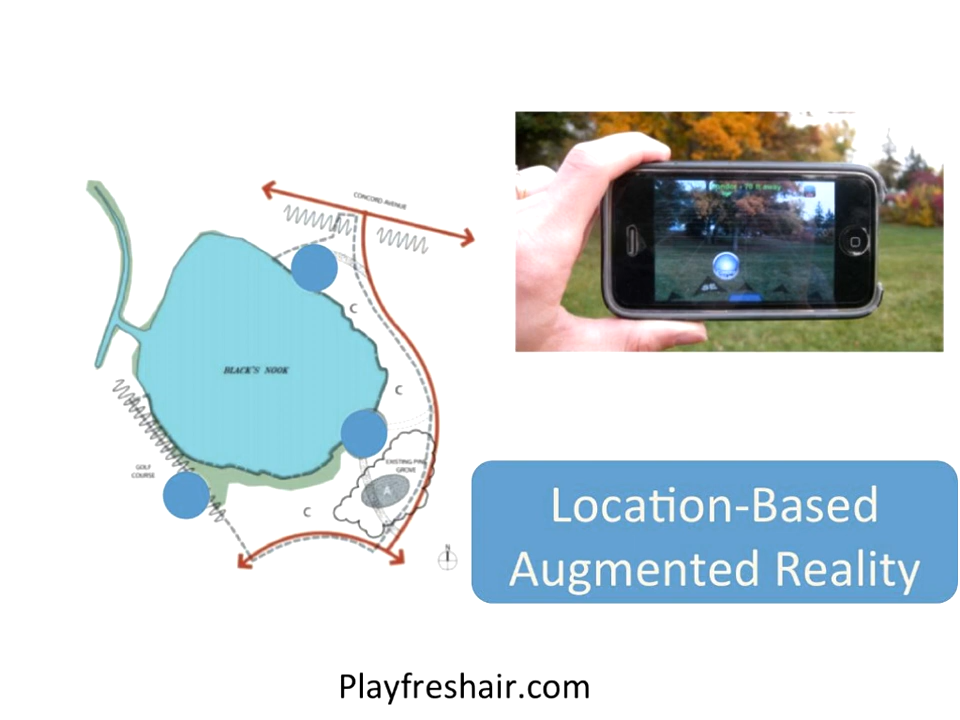 CONCORD AVENUE
C
BLACK'S NOOK
C
EXISTING PINE
GROVE
GOLF
COURSE
A
C
N
Location-Based
Augmented Reality
Playfreshair.com